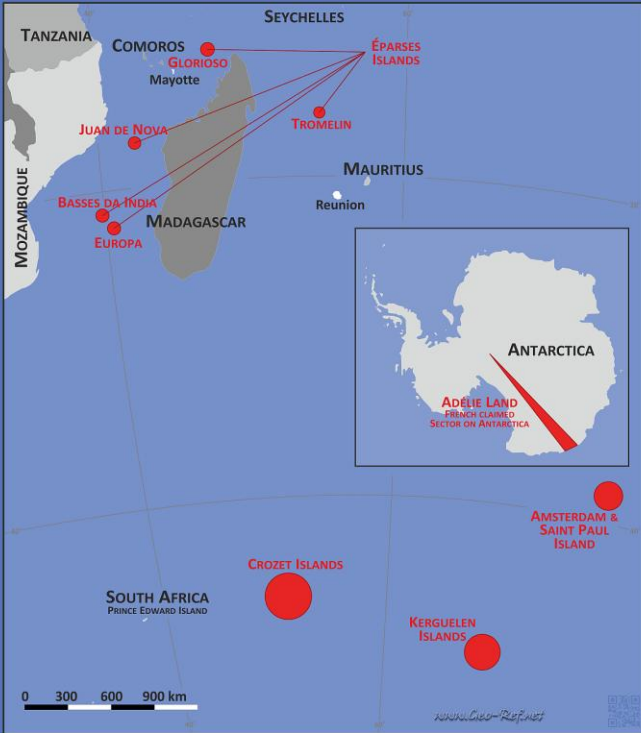 SEYCHELLES
TANZANIA
COMOROS
GLORIOSO
Mayotte
ÉPARSES
ISLANDS
JUAN DE NOVA
TROMELIN
MAURITIUS
Reunion
BASSES DA INDIA
EUROPA
MADAGASCAR
MOZAMBIQUE
ANTARCTICA
ADÉLIE LAND
FRENCH CLAIMED
SECTOR ON ANTARCTICA
AMSTERDAM &
SAINT PAUL
ISLAND
CROZET ISLANDS
SOUTH AFRICA
PRINCE EDWARD ISLAND
KERGUELEN
ISLANDS
0 300 600 900 km
www.Geo-Ref.net